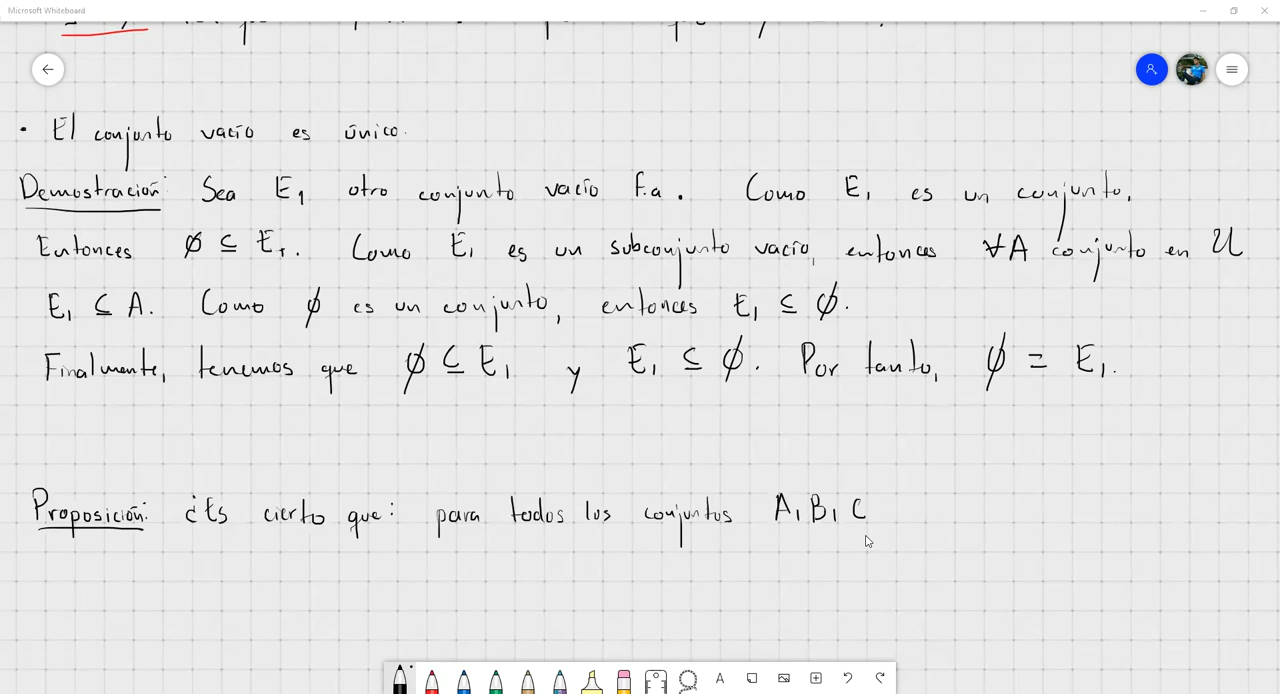 Microsoft Whiteboard
• El conjunto vacío es único.
Demostración: Sea E₁ otro conjunto vacío f.a. Como E₁ es un conjunto,
Entonces ∅ ⊆ E₁. Como E₁ es un subconjunto vacío, entonces ∀A conjunto en U
E₁ ⊆ A. Como ∅ es un conjunto, entonces E₁ ⊆ ∅.
Finalmente, tenemos que ∅ ⊆ E₁ y E₁ ⊆ ∅. Por tanto, ∅ = E₁.
Proposición: ¿Es cierto que: para todos los conjuntos A, B, C